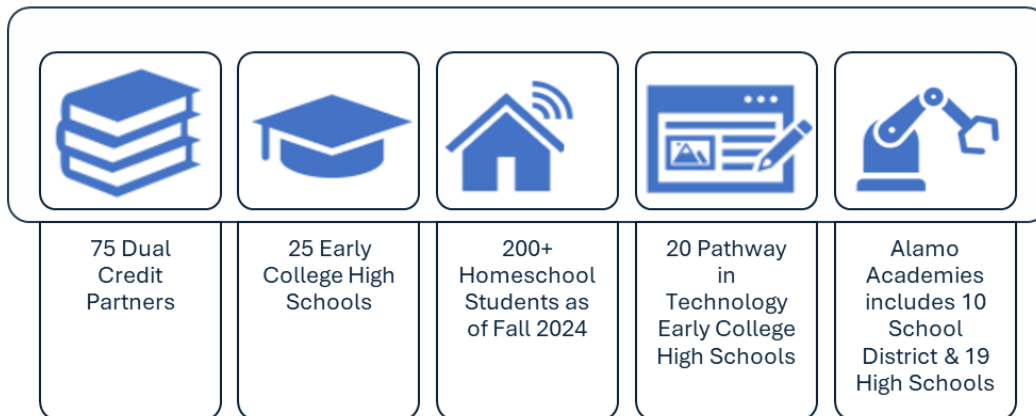 75 Dual
Credit
Partners
25 Early
College High
Schools
200+
Homeschool
Students as
of Fall 2024
20 Pathway
in
Technology
Early College
High Schools
Alamo
Academies
includes 10
School
District & 19
High Schools